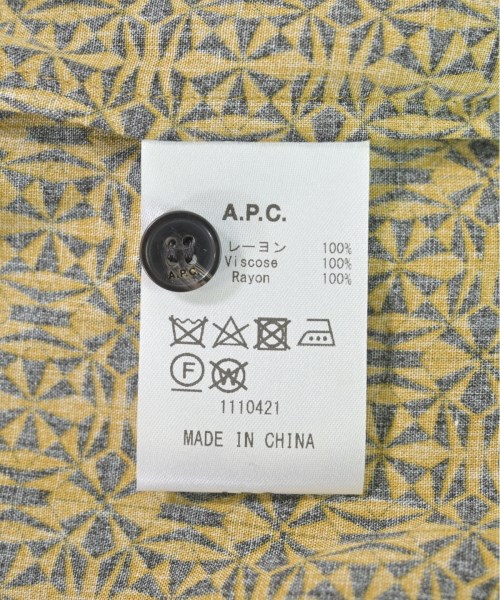 A.P.C.
レーヨン 100%
Viscose 100%
Rayon 100%
A.P.C.
F W
1110421
MADE IN CHINA